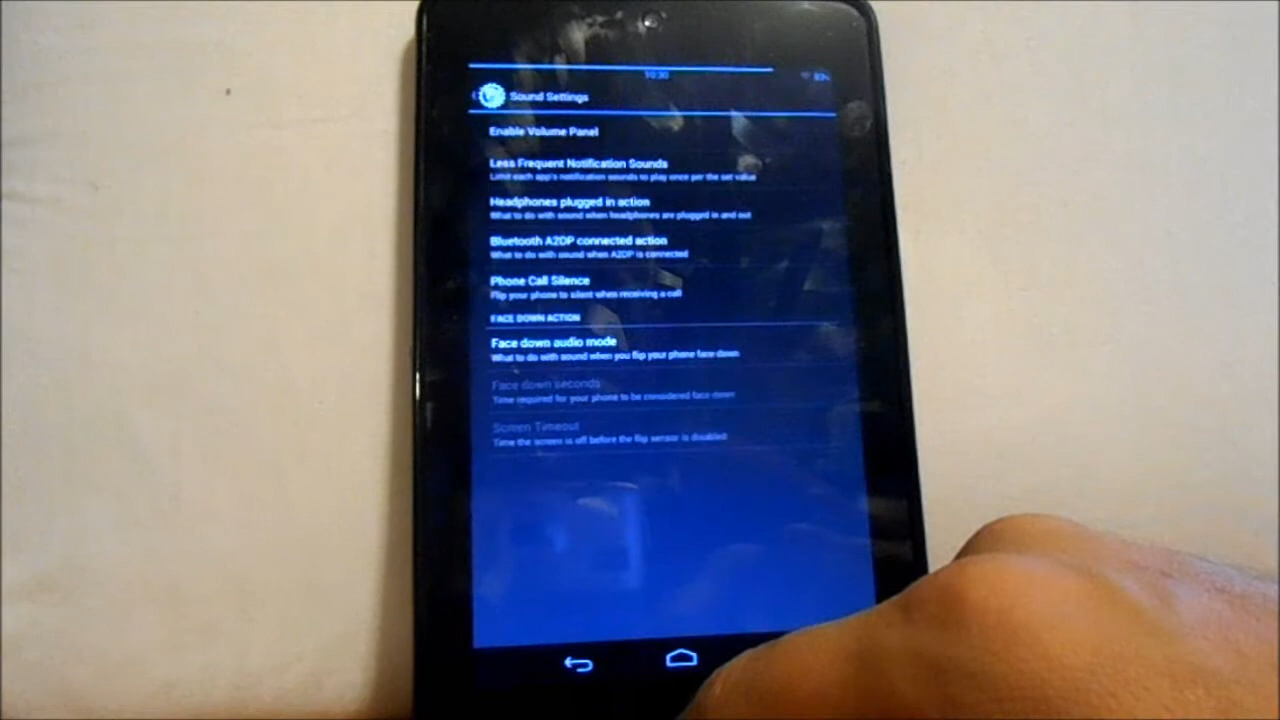 10:30
Sound Settings
Enable Volume Panel
Less Frequent Notification Sounds
Limit each app's notification sounds to play once per the set value
Headphones plugged in action
What to do with sound when headphones are plugged in and out
Bluetooth A2DP connected action
What to do with sound when A2DP is connected
Phone Call Silence
Flip your phone to silent when receiving a call
FACE DOWN ACTION
Face down audio mode
What to do with sound when you flip your phone face down
Face down seconds
Time required for your phone to be considered face down
Screen Timeout
Time the screen is off before the flip sensor is disabled